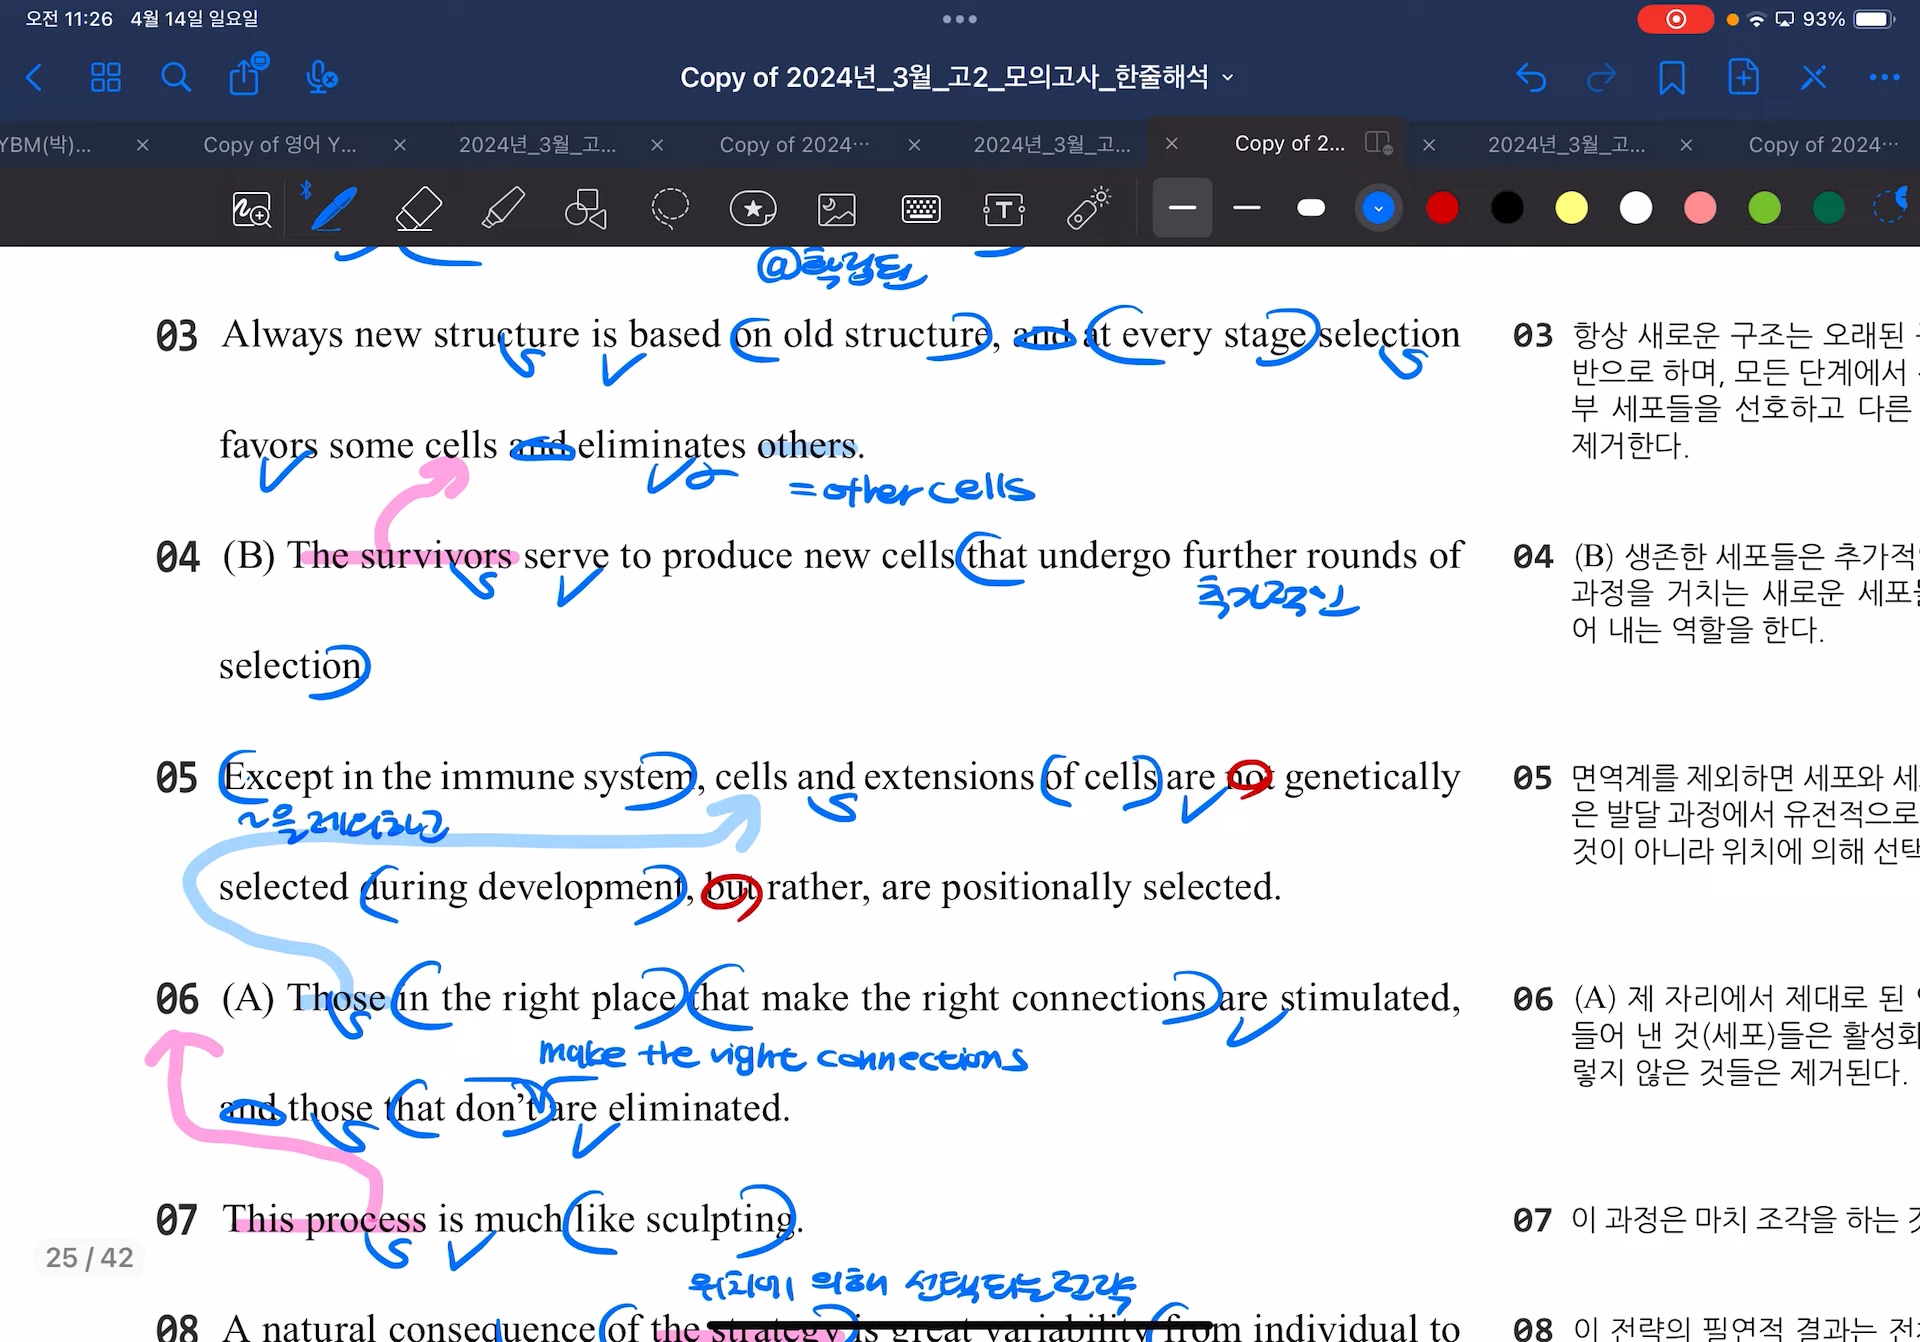 오전 11:26 4월 14일 일요일
93%
Copy of 2024년_3월_고2_모의고사_한줄해석
YBM(박)...
Copy of 영어 Y...
2024년_3월_고...
Copy of 2024...
2024년_3월_고...
Copy of 2...
2024년_3월_고...
Copy of 2024...
@확립된
03 Always new structure is based on old structure, and at every stage selection
favors some cells and eliminates others.
= other cells
04 (B) The survivors serve to produce new cells that undergo further rounds of
추가적인
selection
05 Except in the immune system, cells and extensions of cells are not genetically
~을 제외하고
selected during development, but rather, are positionally selected.
06 (A) Those in the right place that make the right connections are stimulated,
make the right connections
and those that don't are eliminated.
07 This process is much like sculpting.
25 / 42
위치에 의해 선택되는 전략
08 A natural consequence of the strategy is great variability from individual to
03 항상 새로운 구조는 오래된
반으로 하며, 모든 단계에서
부 세포들을 선호하고 다른
제거한다.
04 (B) 생존한 세포들은 추가적
과정을 거치는 새로운 세포
어 내는 역할을 한다.
05 면역계를 제외하면 세포와 세
은 발달 과정에서 유전적으로
것이 아니라 위치에 의해 선택
06 (A) 제 자리에서 제대로 된
들어 낸 것(세포)들은 활성화
렇지 않은 것들은 제거된다.
07 이 과정은 마치 조각을 하는
08 이 전략의 필연적 결과는